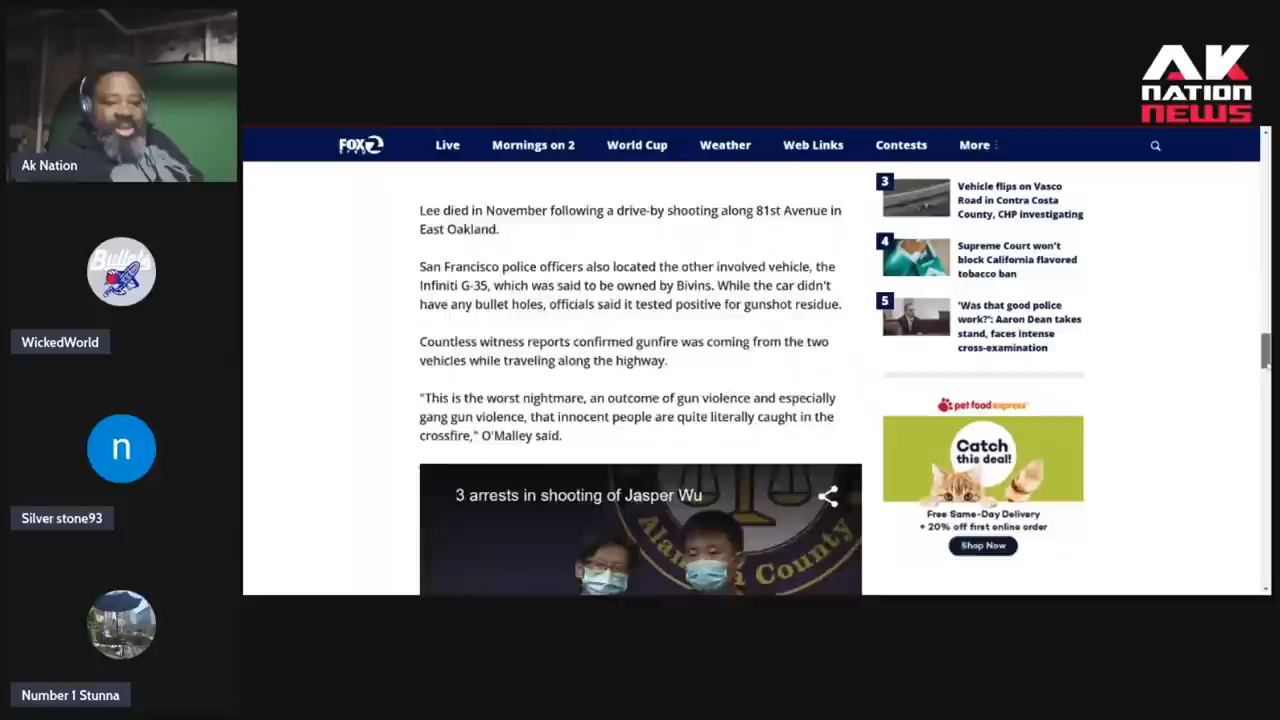 Ak Nation
WickedWorld
n
Silver stone93
Number 1 Stunna
AK
NATION
NEWS
FOX 2
Live
Mornings on 2
World Cup
Weather
Web Links
Contests
More
Lee died in November following a drive-by shooting along 81st Avenue in
East Oakland.
San Francisco police officers also located the other involved vehicle, the
Infiniti G-35, which was said to be owned by Bivins. While the car didn't
have any bullet holes, officials said it tested positive for gunshot residue.
Countless witness reports confirmed gunfire was coming from the two
vehicles while traveling along the highway.
"This is the worst nightmare, an outcome of gun violence and especially
gang gun violence, that innocent people are quite literally caught in the
crossfire," O'Malley said.
3 arrests in shooting of Jasper Wu
Alameda County
3
Vehicle flips on Vasco
Road in Contra Costa
County, CHP investigating
4
Supreme Court won't
block California flavored
tobacco ban
5
'Was that good police
work?': Aaron Dean takes
stand, faces intense
cross-examination
pet food express
Catch
this deal!
Free Same-Day Delivery
+ 20% off first online order
Shop Now
Bullets